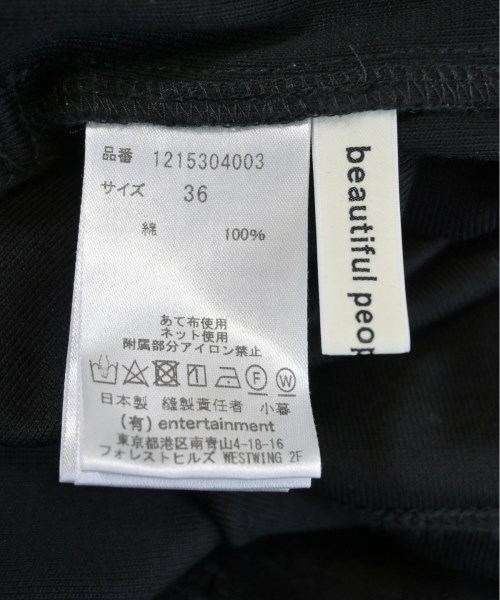 品番 1215304003
サイズ 36
綿 100%
あて布使用
ネット使用
附属部分アイロン禁止
F W
日本製 縫製責任者 小暮
(有) entertainment
東京都港区南青山4-18-16
フォレストヒルズ WESTWING 2F
beautiful peop